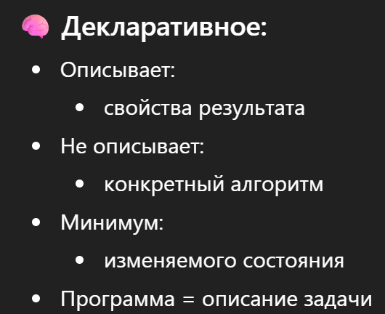 🧠 Декларативное:
• Описывает:
• свойства результата
• Не описывает:
• конкретный алгоритм
• Минимум:
• изменяемого состояния
• Программа = описание задачи